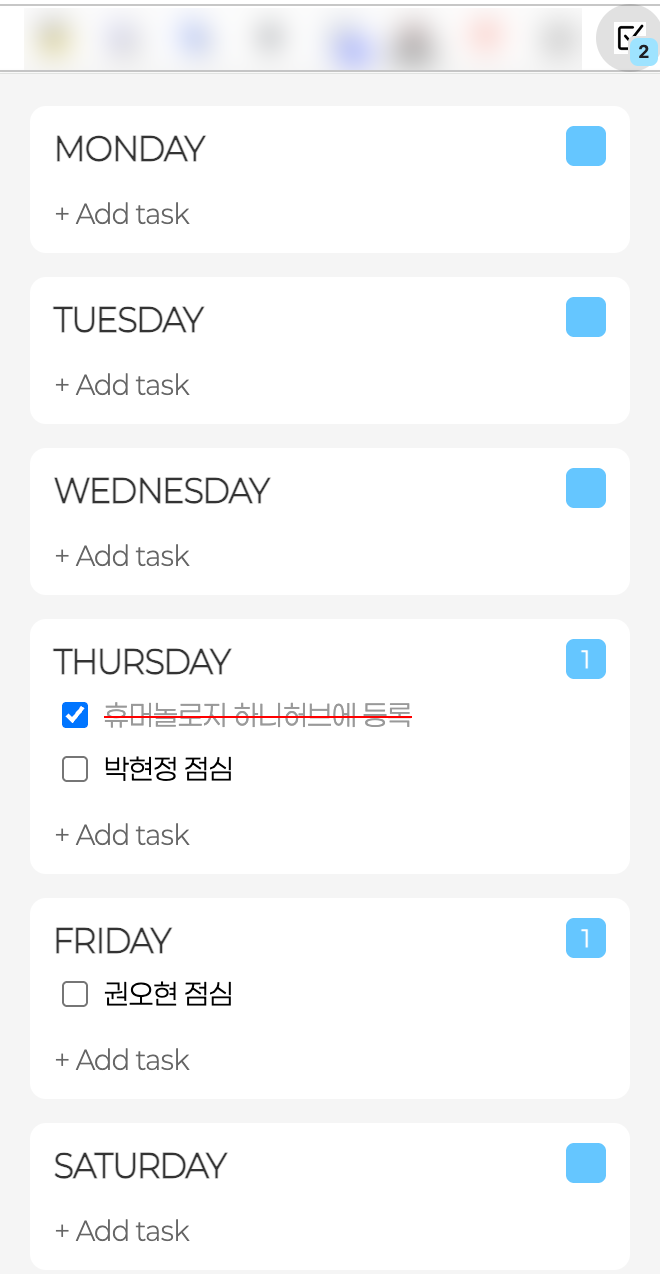 2
MONDAY
+ Add task
TUESDAY
+ Add task
WEDNESDAY
+ Add task
THURSDAY
1
휴머놀로지 하니허브에 등록
박현정 점심
+ Add task
FRIDAY
1
권오현 점심
+ Add task
SATURDAY
+ Add task